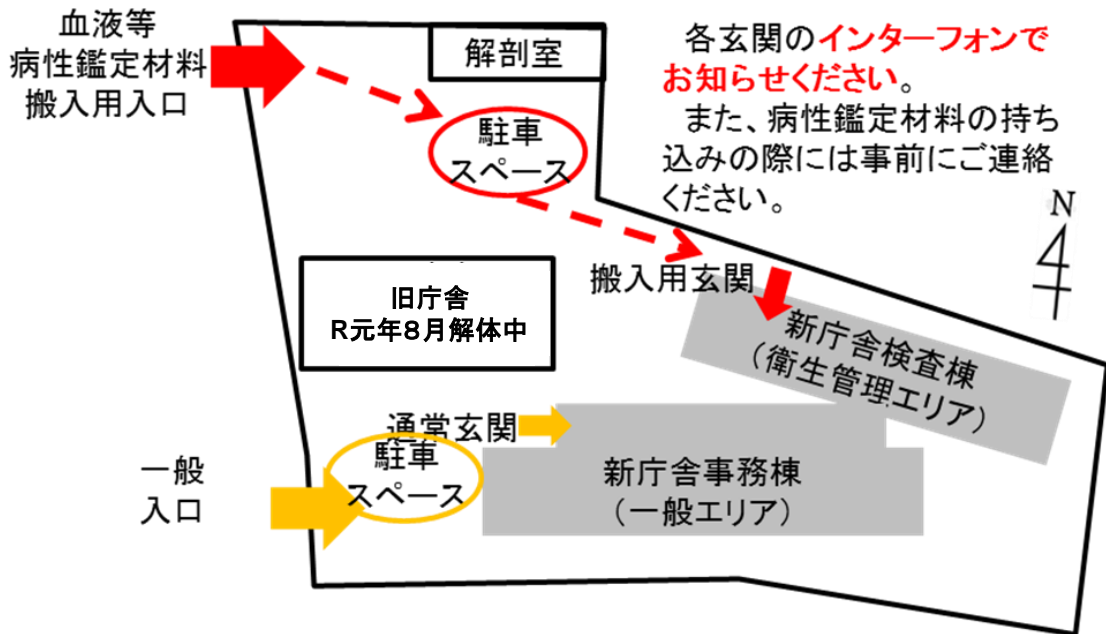 血液等
病性鑑定材料
搬入用入口
解剖室
各玄関のインターフォンで
お知らせください。
また、病性鑑定材料の持ち
込みの際には事前にご連絡
ください。
N
駐車
スペース
搬入用玄関
旧庁舎
R元年8月解体中
新庁舎検査棟
（衛生管理エリア）
通常玄関
駐車
スペース
一般
入口
新庁舎事務棟
（一般エリア）